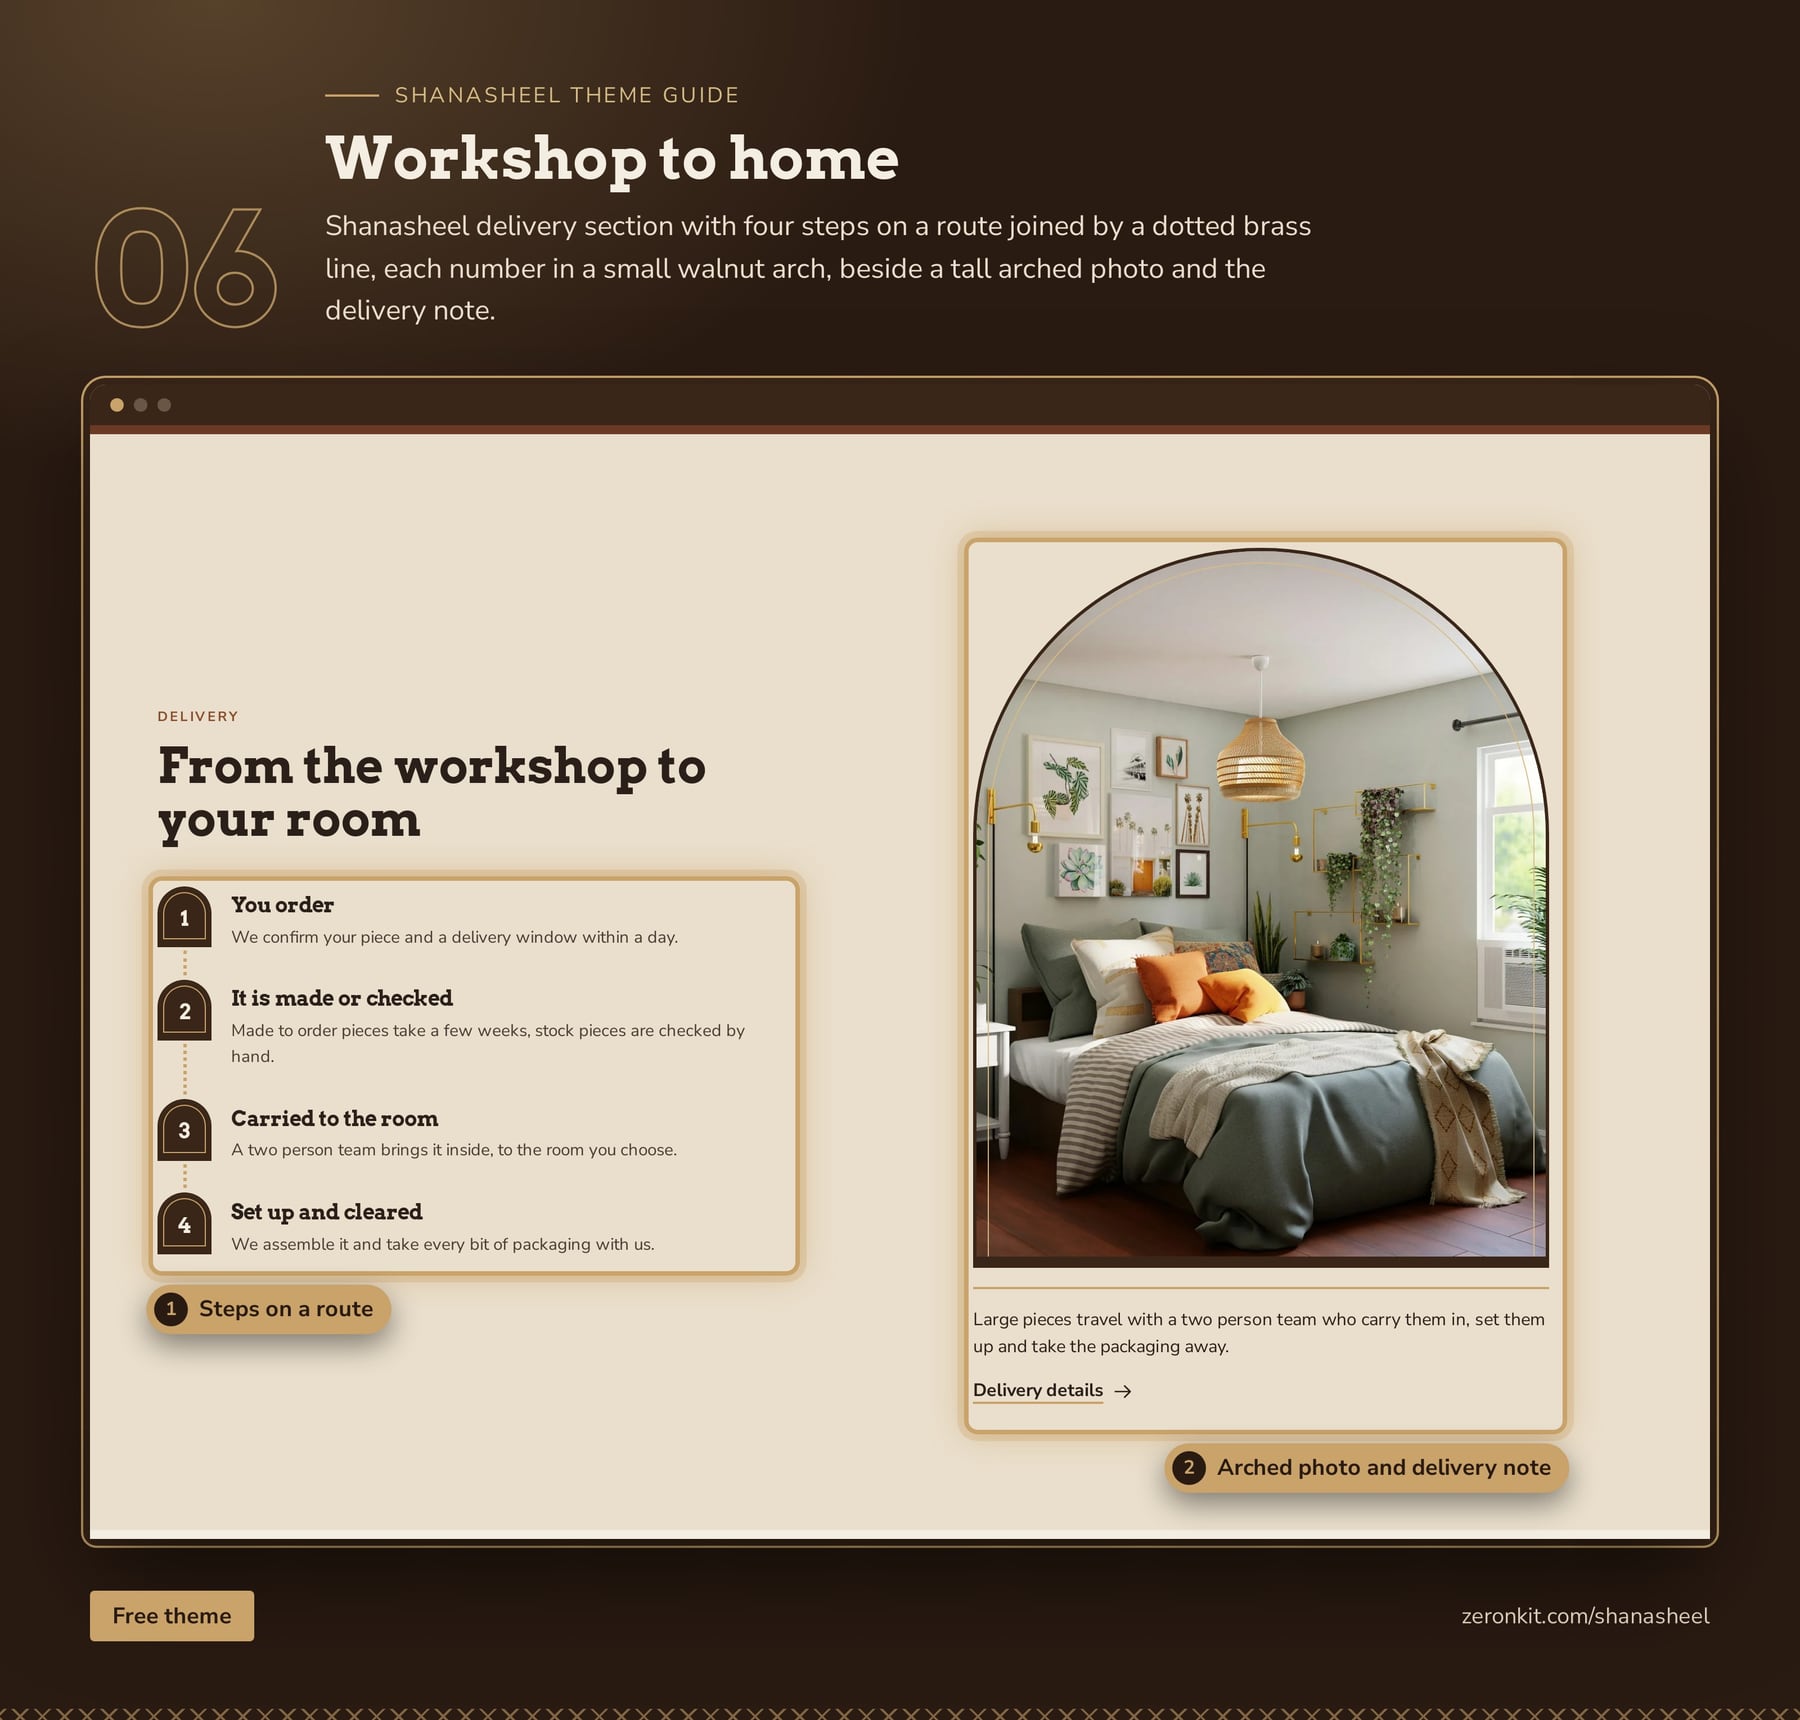 SHANASHEEL THEME GUIDE
Workshop to home
06
Shanasheel delivery section with four steps on a route joined by a dotted brass
line, each number in a small walnut arch, beside a tall arched photo and the
delivery note.
DELIVERY
From the workshop to
your room
1
You order
We confirm your piece and a delivery window within a day.
2
It is made or checked
Made to order pieces take a few weeks, stock pieces are checked by
hand.
3
Carried to the room
A two person team brings it inside, to the room you choose.
4
Set up and cleared
We assemble it and take every bit of packaging with us.
1 Steps on a route
Large pieces travel with a two person team who carry them in, set them
up and take the packaging away.
Delivery details →
2 Arched photo and delivery note
Free theme
zeronkit.com/shanasheel